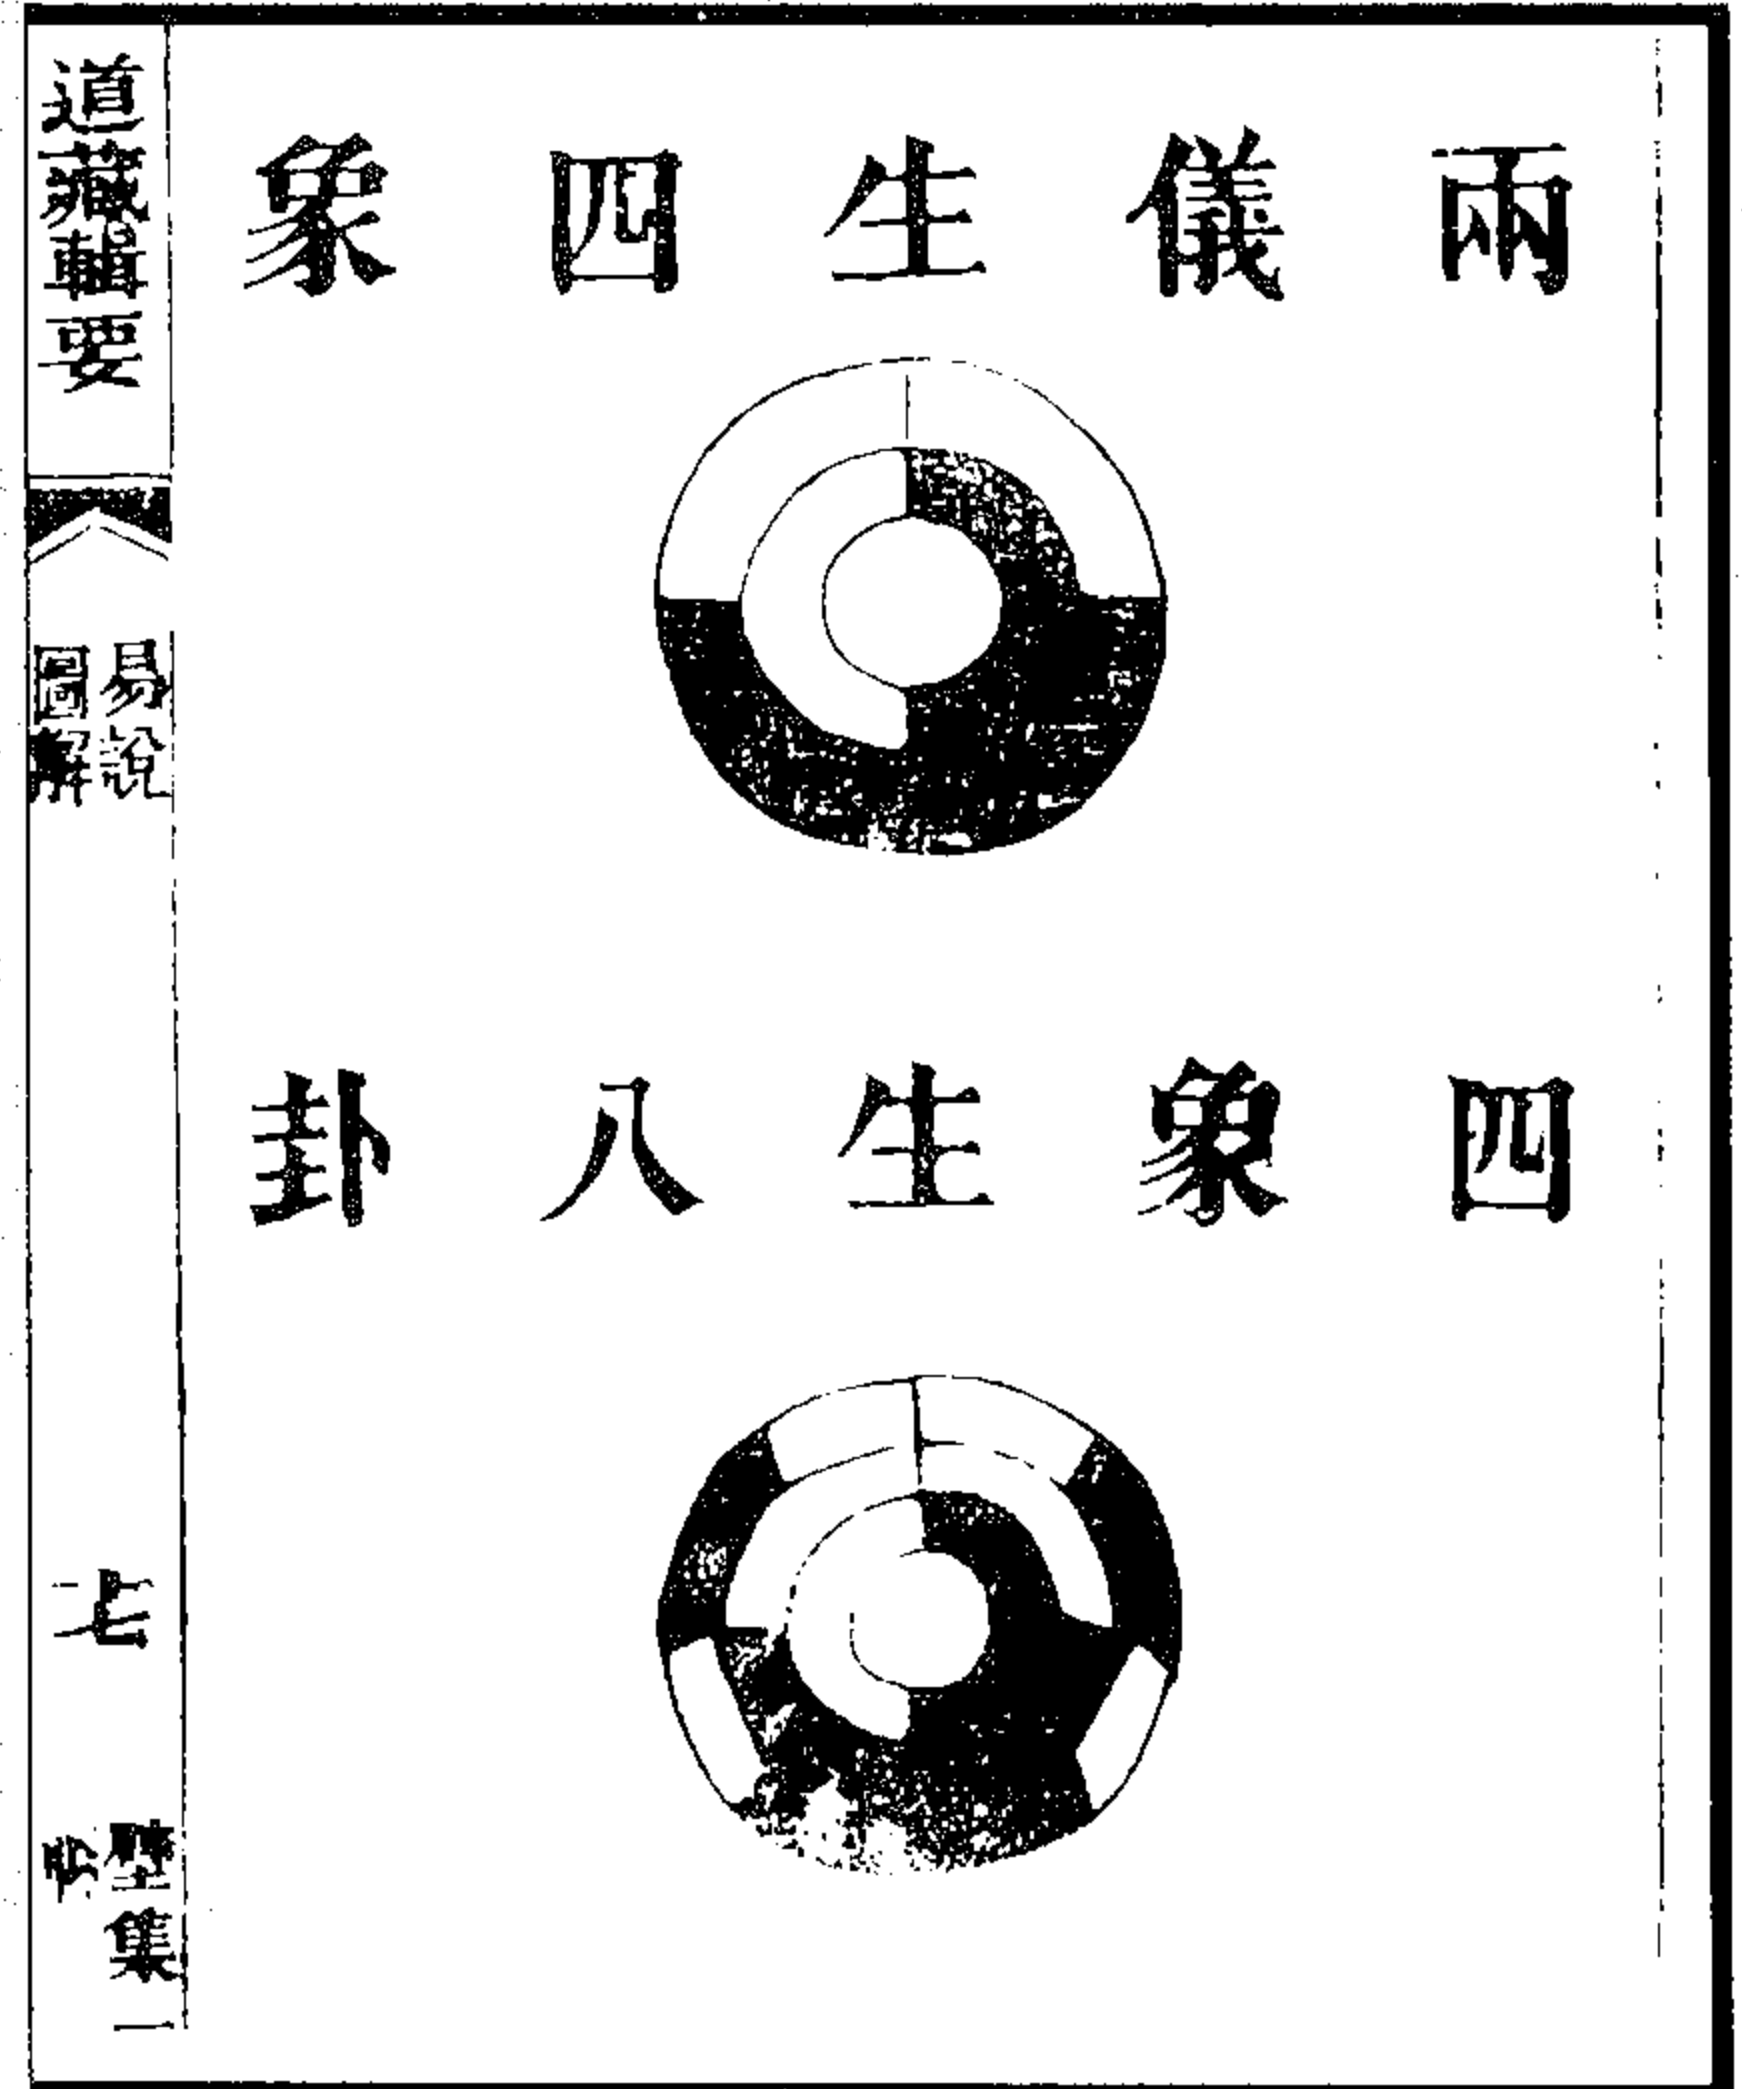 兩儀生四象
四象生八卦
道藏輯要
易說
圖解
七
壁集一